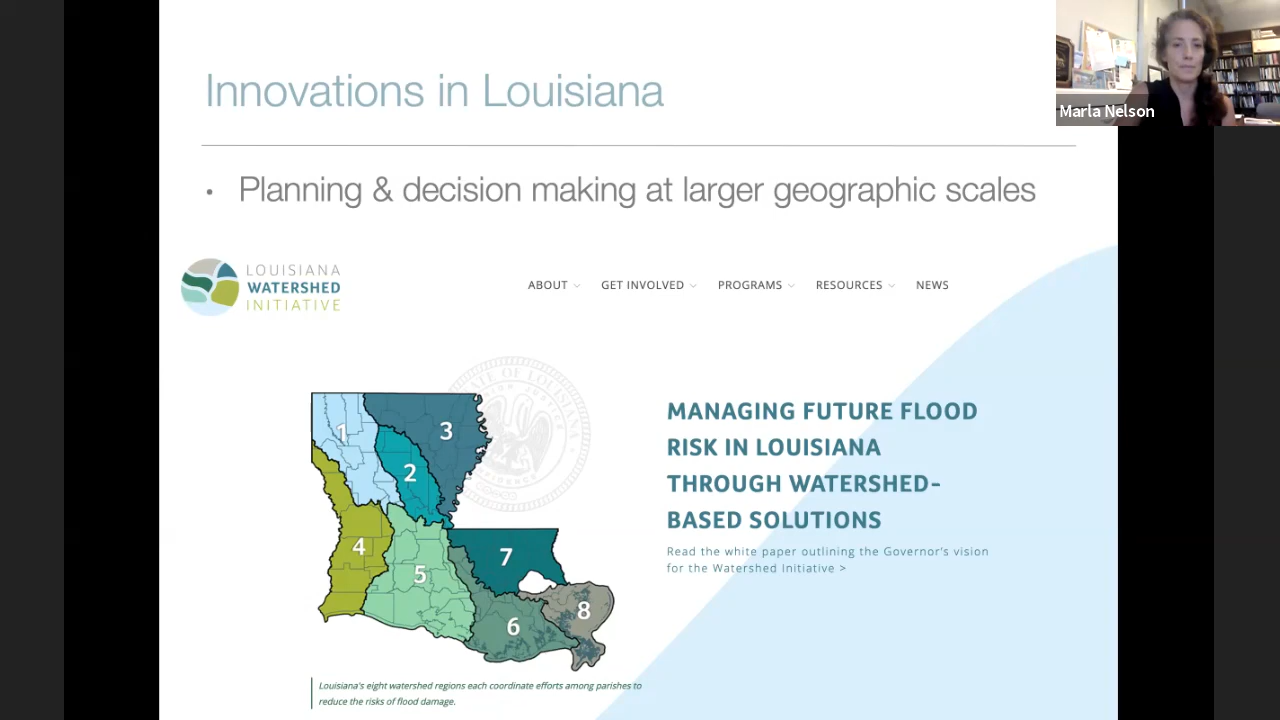 Innovations in Louisiana
Marla Nelson
• Planning & decision making at larger geographic scales
LOUISIANA
WATERSHED
INITIATIVE
ABOUT GET INVOLVED PROGRAMS RESOURCES NEWS
MANAGING FUTURE FLOOD
RISK IN LOUISIANA
THROUGH WATERSHED-
BASED SOLUTIONS
Read the white paper outlining the Governor's vision
for the Watershed Initiative >
1
2
3
4
5
6
7
8
Louisiana's eight watershed regions each coordinate efforts among parishes to
reduce the risks of flood damage.